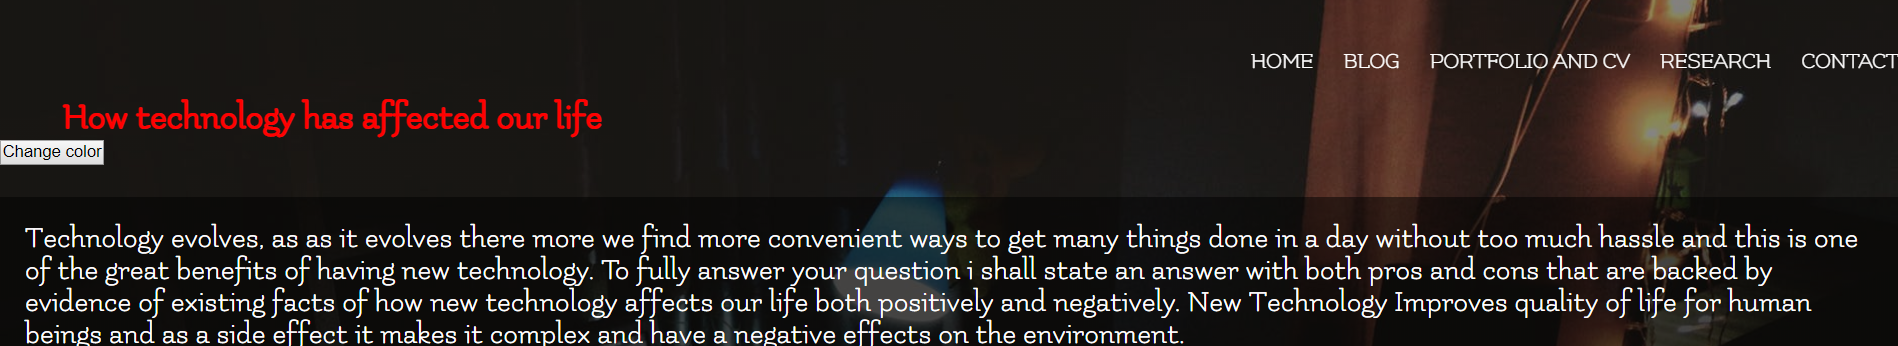 HOME BLOG PORTFOLIO AND CV RESEARCH CONTACT
How technology has affected our life
Change color
Technology evolves, as as it evolves there more we find more convenient ways to get many things done in a day without too much hassle and this is one
of the great benefits of having new technology. To fully answer your question i shall state an answer with both pros and cons that are backed by
evidence of existing facts of how new technology affects our life both positively and negatively. New Technology Improves quality of life for human
beings and as a side effect it makes it complex and have a negative effects on the environment.